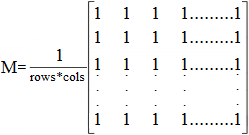 1 1 1 1.........1
1 1 1 1.........1
M= 1/rows*cols 1 1 1 1.........1
. . . . .
. . . . .
. . . . .
1 1 1 1.........1